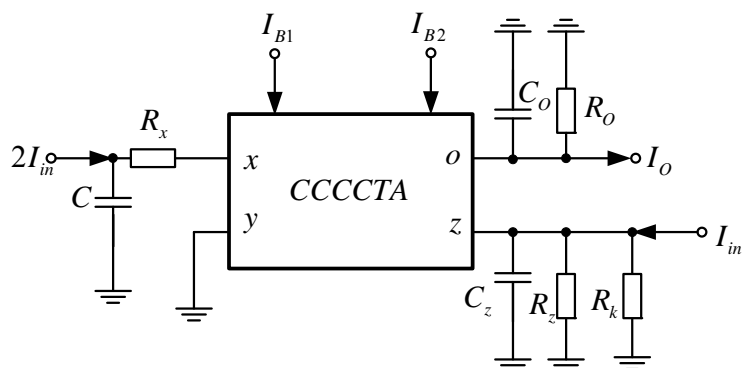 I_{B1}
I_{B2}
C_O
R_O
R_x
2I_{in}
x
o
I_O
C
CCCCTA
y
z
I_{in}
C_z
R_z
R_k